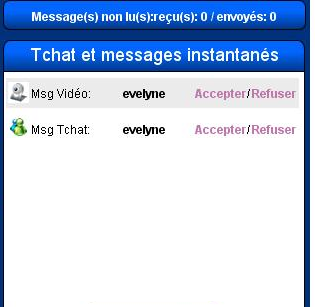 Message(s) non lu(s):reçu(s): 0 / envoyés: 0
Tchat et messages instantanés
Msg Vidéo: evelyne Accepter/Refuser
Msg Tchat: evelyne Accepter/Refuser